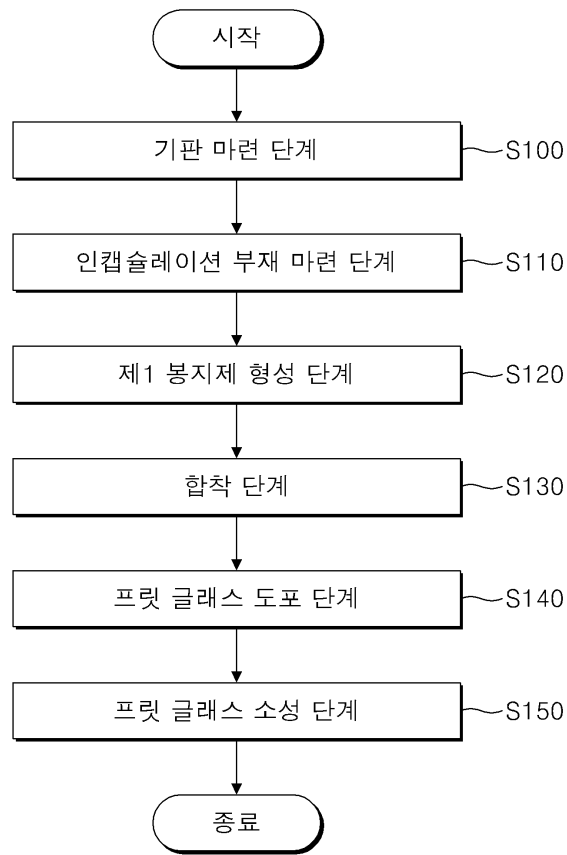 시작
기판 마련 단계 S100
인캡슐레이션 부재 마련 단계 S110
제1 봉지제 형성 단계 S120
합착 단계 S130
프릿 글래스 도포 단계 S140
프릿 글래스 소성 단계 S150
종료